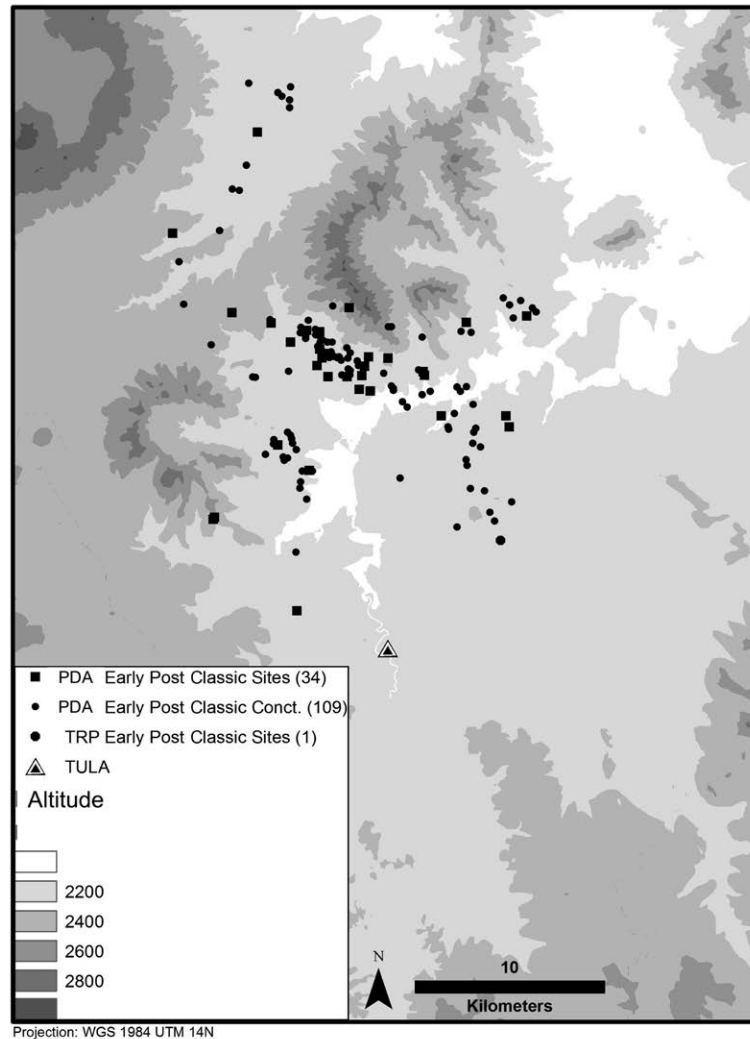 PDA Early Post Classic Sites (34)
PDA Early Post Classic Conct. (109)
TRP Early Post Classic Sites (1)
TULA
Altitude
2200
2400
2600
2800
N
10
Kilometers
Projection: WGS 1984 UTM 14N